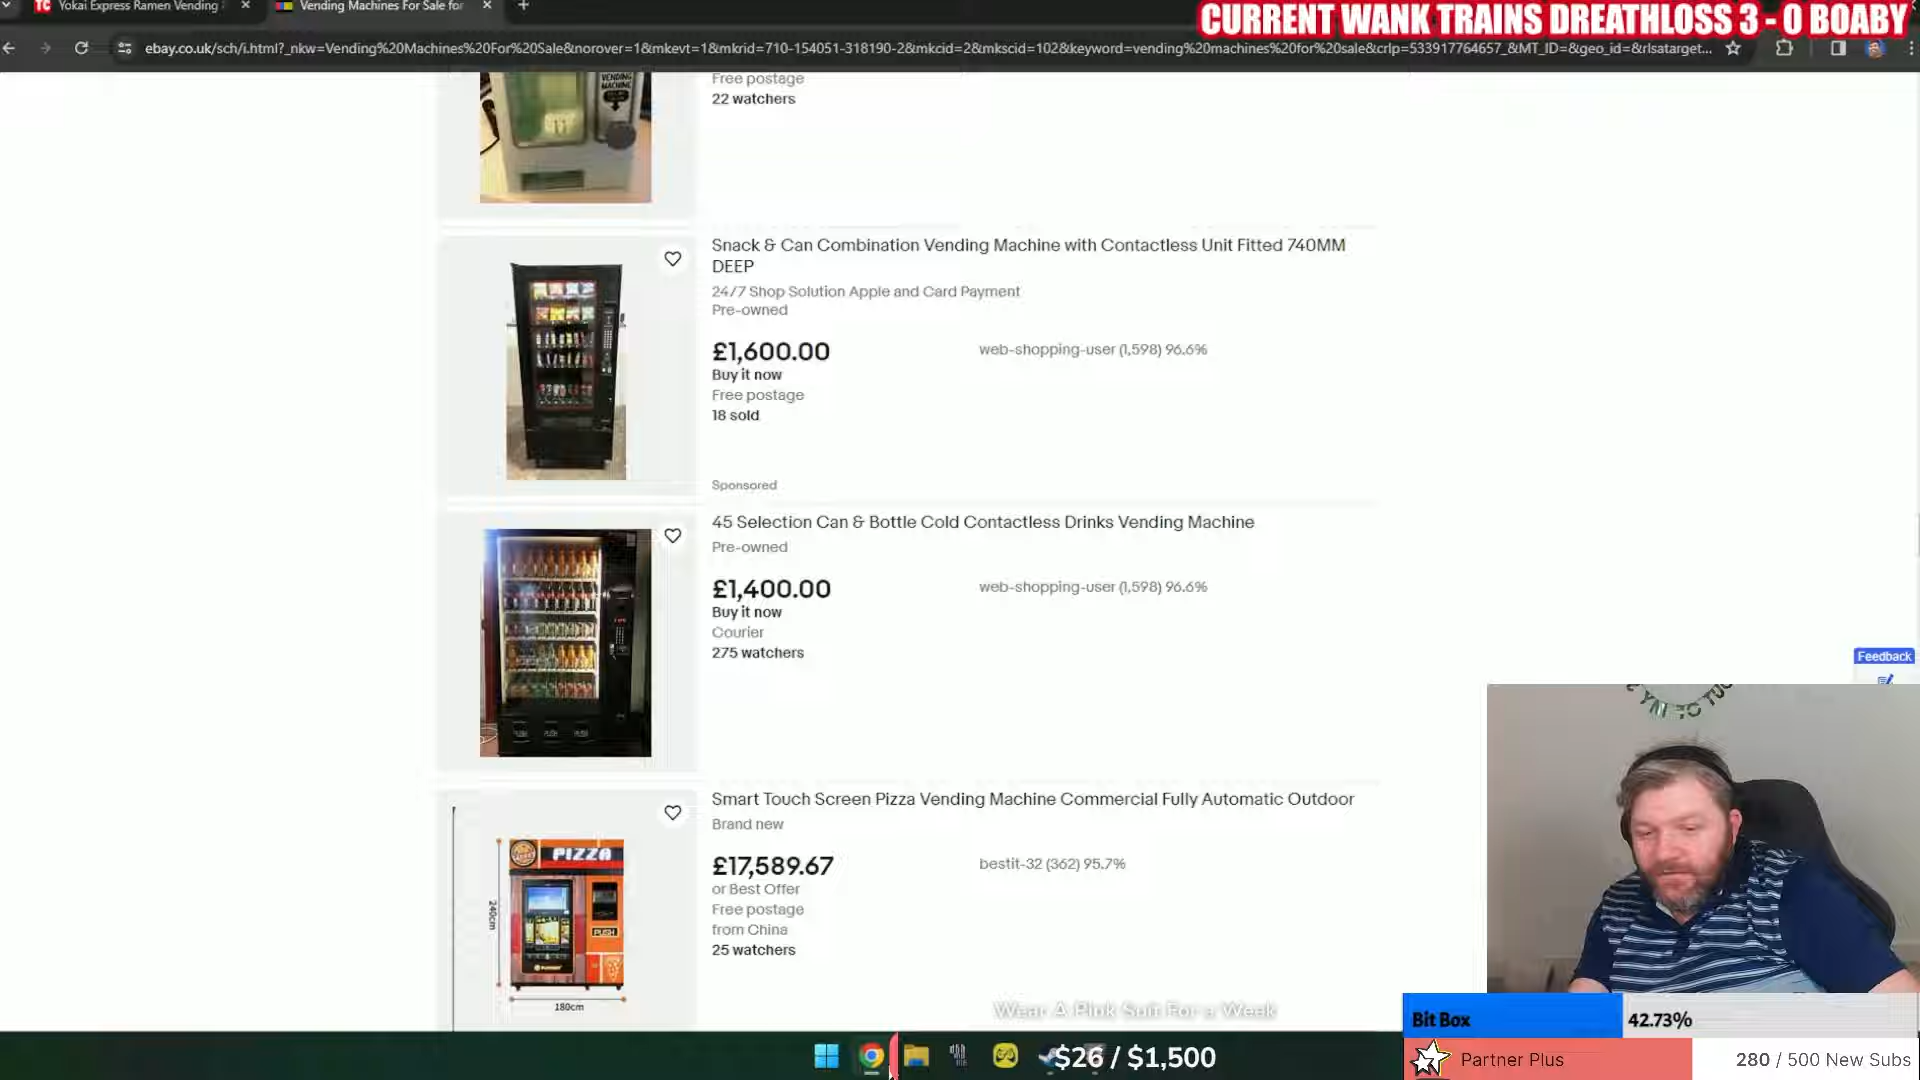 Yokai Express Ramen Vending
Vending Machines For Sale for
CURRENT WANK TRAINS DREATHLOSS 3 - 0 BOABY
ebay.co.uk/sch/i.html?_nkw=Vending%20Machines%20For%20Sale&norover=1&mkevt=1&mkrid=710-154051-318190-2&mkcid=2&mkscid=102&keyword=vending%20machines%20for%20sale&crlp=533917764657_&MT_ID=&geo_id=&rlsatarget...
VENDING
MACHINE
Free postage
22 watchers
Snack & Can Combination Vending Machine with Contactless Unit Fitted 740MM
DEEP
24/7 Shop Solution Apple and Card Payment
Pre-owned
£1,600.00
web-shopping-user (1,598) 96.6%
Buy it now
Free postage
18 sold
Sponsored
45 Selection Can & Bottle Cold Contactless Drinks Vending Machine
Pre-owned
£1,400.00
web-shopping-user (1,598) 96.6%
Buy it now
Courier
275 watchers
Feedback
Smart Touch Screen Pizza Vending Machine Commercial Fully Automatic Outdoor
Brand new
£17,589.67
bestit-32 (362) 95.7%
or Best Offer
Free postage
from China
25 watchers
PIZZA
PUSH
240cm
180cm
Wear A Pink Suit For a Week
$26 / $1,500
Bit Box
42.73%
Partner Plus
280 / 500 New Subs